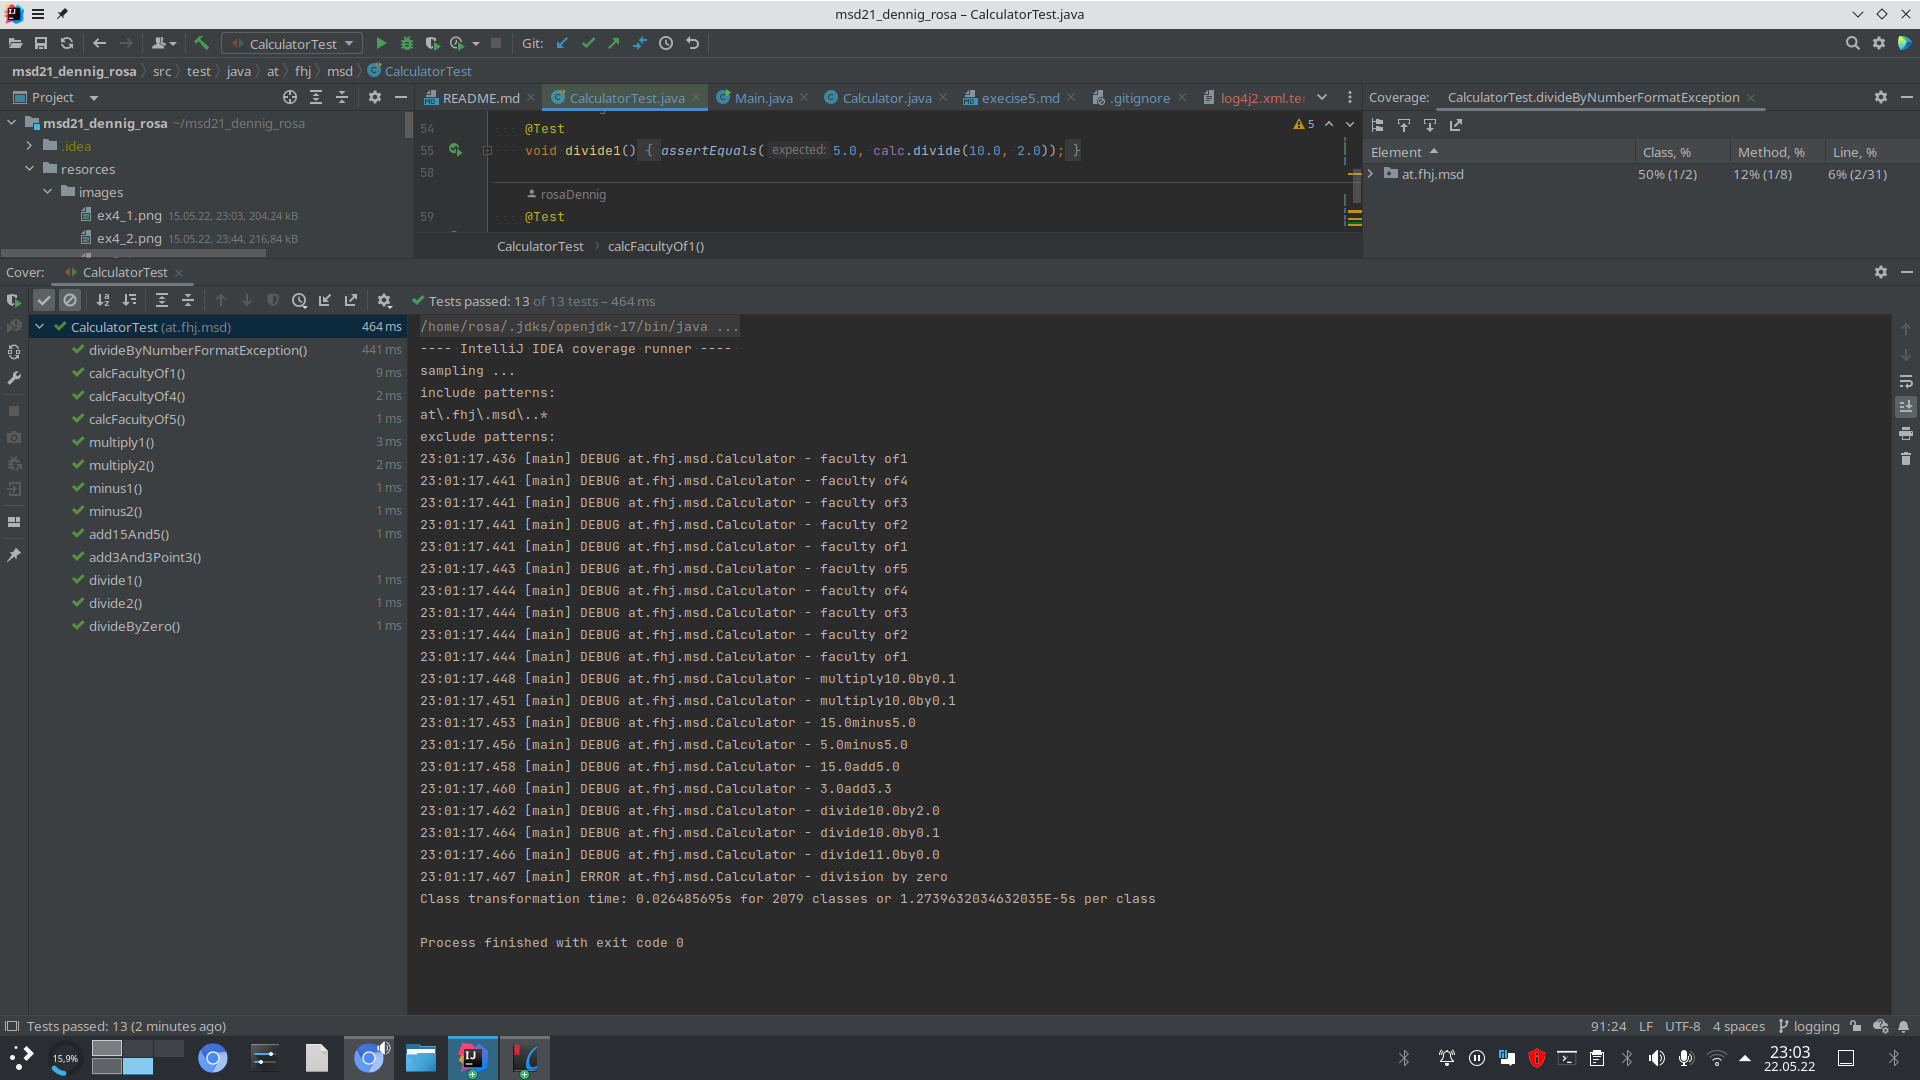 msd21_dennig_rosa – CalculatorTest.java
CalculatorTest
Git:
msd21_dennig_rosa src test java at fhj msd CalculatorTest
Project
README.md CalculatorTest.java Main.java Calculator.java execise5.md .gitignore log4j2.xml.te
Coverage: CalculatorTest.divideByNumberFormatException
msd21_dennig_rosa ~/msd21_dennig_rosa
.idea
resorces
images
ex4_1.png 15.05.22, 23:03, 204,24 kB
ex4_2.png 15.05.22, 23:44, 216,84 kB
54 @Test
5
55 void divide1() { assertEquals( expected: 5.0, calc.divide(10.0, 2.0)); }
58
rosaDennig
59 @Test
CalculatorTest calcFacultyOf1()
Element Class, % Method, % Line, %
at.fhj.msd 50% (1/2) 12% (1/8) 6% (2/31)
Cover: CalculatorTest
Tests passed: 13 of 13 tests – 464 ms
CalculatorTest (at.fhj.msd) 464 ms
divideByNumberFormatException() 441 ms
calcFacultyOf1() 9 ms
calcFacultyOf4() 2 ms
calcFacultyOf5() 1 ms
multiply1() 3 ms
multiply2() 2 ms
minus1() 1 ms
minus2() 1 ms
add15And5() 1 ms
add3And3Point3()
divide1() 1 ms
divide2() 1 ms
divideByZero() 1 ms
/home/rosa/.jdks/openjdk-17/bin/java ...
---- IntelliJ IDEA coverage runner ----
sampling ...
include patterns:
at\.fhj\.msd\..*
exclude patterns:
23:01:17.436 [main] DEBUG at.fhj.msd.Calculator - faculty of1
23:01:17.441 [main] DEBUG at.fhj.msd.Calculator - faculty of4
23:01:17.441 [main] DEBUG at.fhj.msd.Calculator - faculty of3
23:01:17.441 [main] DEBUG at.fhj.msd.Calculator - faculty of2
23:01:17.441 [main] DEBUG at.fhj.msd.Calculator - faculty of1
23:01:17.443 [main] DEBUG at.fhj.msd.Calculator - faculty of5
23:01:17.444 [main] DEBUG at.fhj.msd.Calculator - faculty of4
23:01:17.444 [main] DEBUG at.fhj.msd.Calculator - faculty of3
23:01:17.444 [main] DEBUG at.fhj.msd.Calculator - faculty of2
23:01:17.444 [main] DEBUG at.fhj.msd.Calculator - faculty of1
23:01:17.448 [main] DEBUG at.fhj.msd.Calculator - multiply10.0by0.1
23:01:17.451 [main] DEBUG at.fhj.msd.Calculator - multiply10.0by0.1
23:01:17.453 [main] DEBUG at.fhj.msd.Calculator - 15.0minus5.0
23:01:17.456 [main] DEBUG at.fhj.msd.Calculator - 5.0minus5.0
23:01:17.458 [main] DEBUG at.fhj.msd.Calculator - 15.0add5.0
23:01:17.460 [main] DEBUG at.fhj.msd.Calculator - 3.0add3.3
23:01:17.462 [main] DEBUG at.fhj.msd.Calculator - divide10.0by2.0
23:01:17.464 [main] DEBUG at.fhj.msd.Calculator - divide10.0by0.1
23:01:17.466 [main] DEBUG at.fhj.msd.Calculator - divide11.0by0.0
23:01:17.467 [main] ERROR at.fhj.msd.Calculator - division by zero
Class transformation time: 0.026485695s for 2079 classes or 1.2739632034632035E-5s per class
Process finished with exit code 0
Tests passed: 13 (2 minutes ago)
91:24 LF UTF-8 4 spaces logging
15,9%
23:03
22.05.22